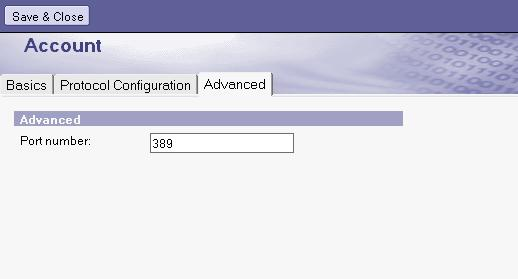 Save & Close
Account
Basics Protocol Configuration Advanced
Advanced
Port number: 389